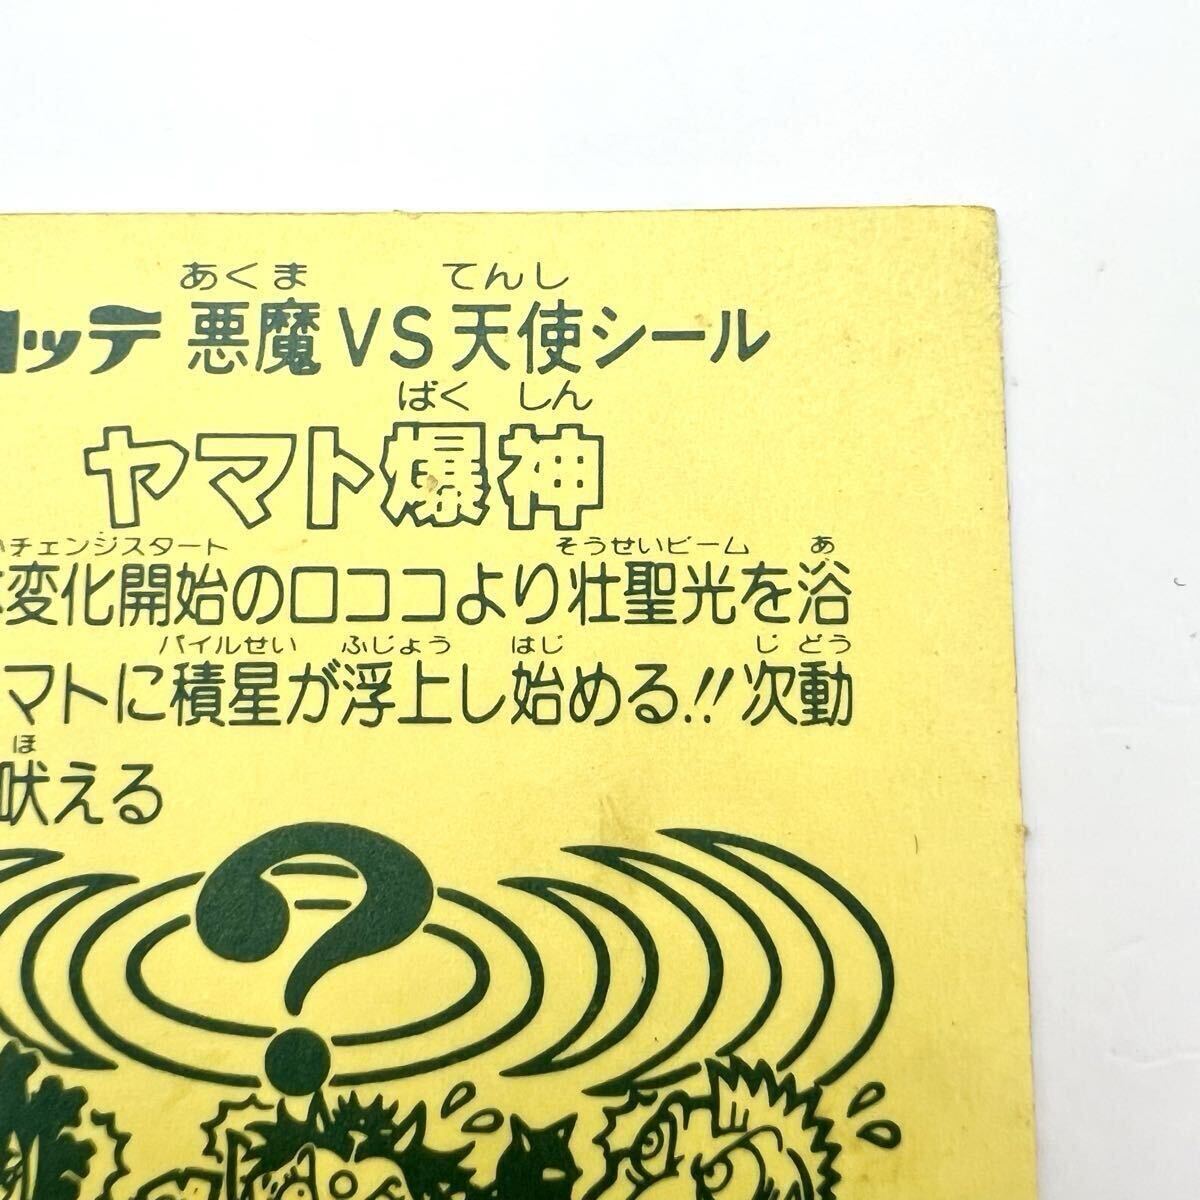 あくま てんし
ロッテ 悪魔VS天使シール
ばくしん
ヤマト爆神
チェンジスタート そうせいビーム あ
変化開始のロココより壮聖光を浴
パイルせい ふじょう はじ じどう
マトに積星が浮上し始める!!次動
ほ
吠える
?